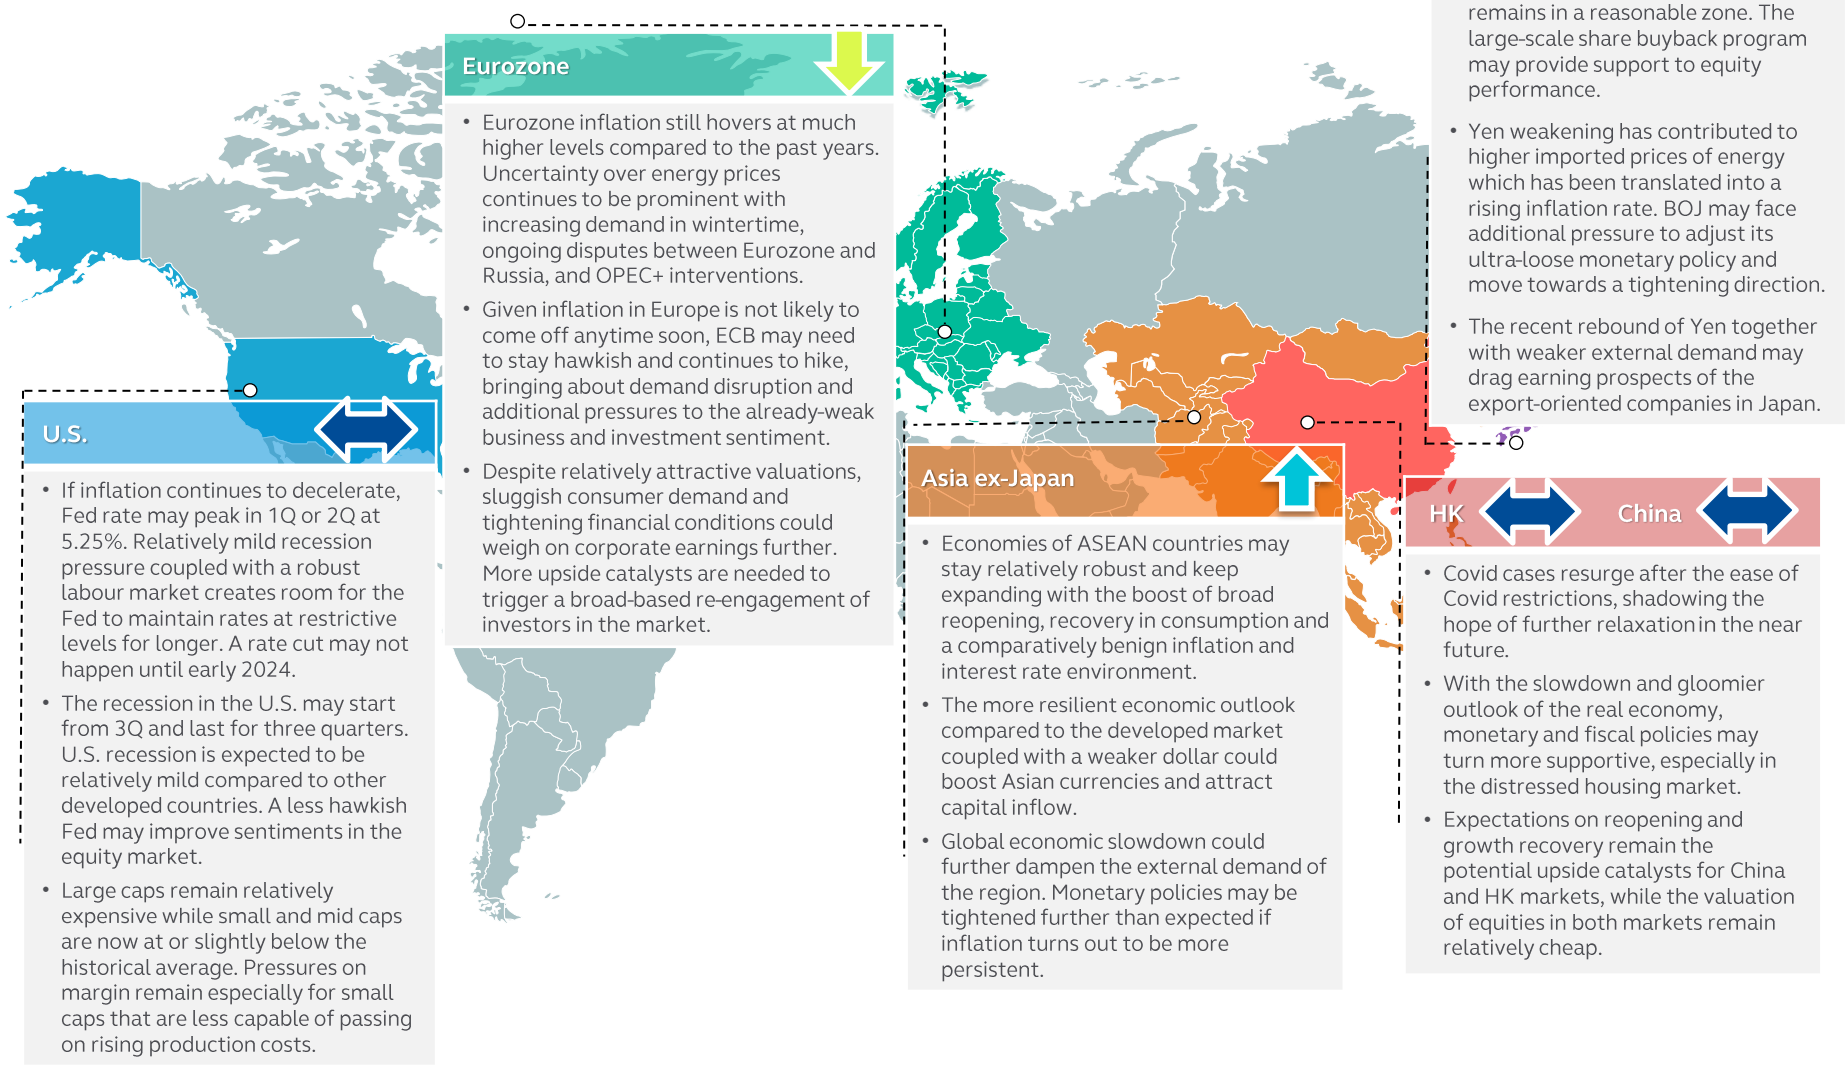 Eurozone
• Eurozone inflation still hovers at much
higher levels compared to the past years.
Uncertainty over energy prices
continues to be prominent with
increasing demand in wintertime,
ongoing disputes between Eurozone and
Russia, and OPEC+ interventions.
• Given inflation in Europe is not likely to
come off anytime soon, ECB may need
to stay hawkish and continues to hike,
bringing about demand disruption and
additional pressures to the already-weak
business and investment sentiment.
• Despite relatively attractive valuations,
sluggish consumer demand and
tightening financial conditions could
weigh on corporate earnings further.
More upside catalysts are needed to
trigger a broad-based re-engagement of
investors in the market.
remains in a reasonable zone. The
large-scale share buyback program
may provide support to equity
performance.
• Yen weakening has contributed to
higher imported prices of energy
which has been translated into a
rising inflation rate. BOJ may face
additional pressure to adjust its
ultra-loose monetary policy and
move towards a tightening direction.
• The recent rebound of Yen together
with weaker external demand may
drag earning prospects of the
export-oriented companies in Japan.
U.S.
• If inflation continues to decelerate,
Fed rate may peak in 1Q or 2Q at
5.25%. Relatively mild recession
pressure coupled with a robust
labour market creates room for the
Fed to maintain rates at restrictive
levels for longer. A rate cut may not
happen until early 2024.
• The recession in the U.S. may start
from 3Q and last for three quarters.
U.S. recession is expected to be
relatively mild compared to other
developed countries. A less hawkish
Fed may improve sentiments in the
equity market.
• Large caps remain relatively
expensive while small and mid caps
are now at or slightly below the
historical average. Pressures on
margin remain especially for small
caps that are less capable of passing
on rising production costs.
Asia ex-Japan
• Economies of ASEAN countries may
stay relatively robust and keep
expanding with the boost of broad
reopening, recovery in consumption and
a comparatively benign inflation and
interest rate environment.
• The more resilient economic outlook
compared to the developed market
coupled with a weaker dollar could
boost Asian currencies and attract
capital inflow.
• Global economic slowdown could
further dampen the external demand of
the region. Monetary policies may be
tightened further than expected if
inflation turns out to be more
persistent.
HK China
• Covid cases resurge after the ease of
Covid restrictions, shadowing the
hope of further relaxation in the near
future.
• With the slowdown and gloomier
outlook of the real economy,
monetary and fiscal policies may
turn more supportive, especially in
the distressed housing market.
• Expectations on reopening and
growth recovery remain the
potential upside catalysts for China
and HK markets, while the valuation
of equities in both markets remain
relatively cheap.